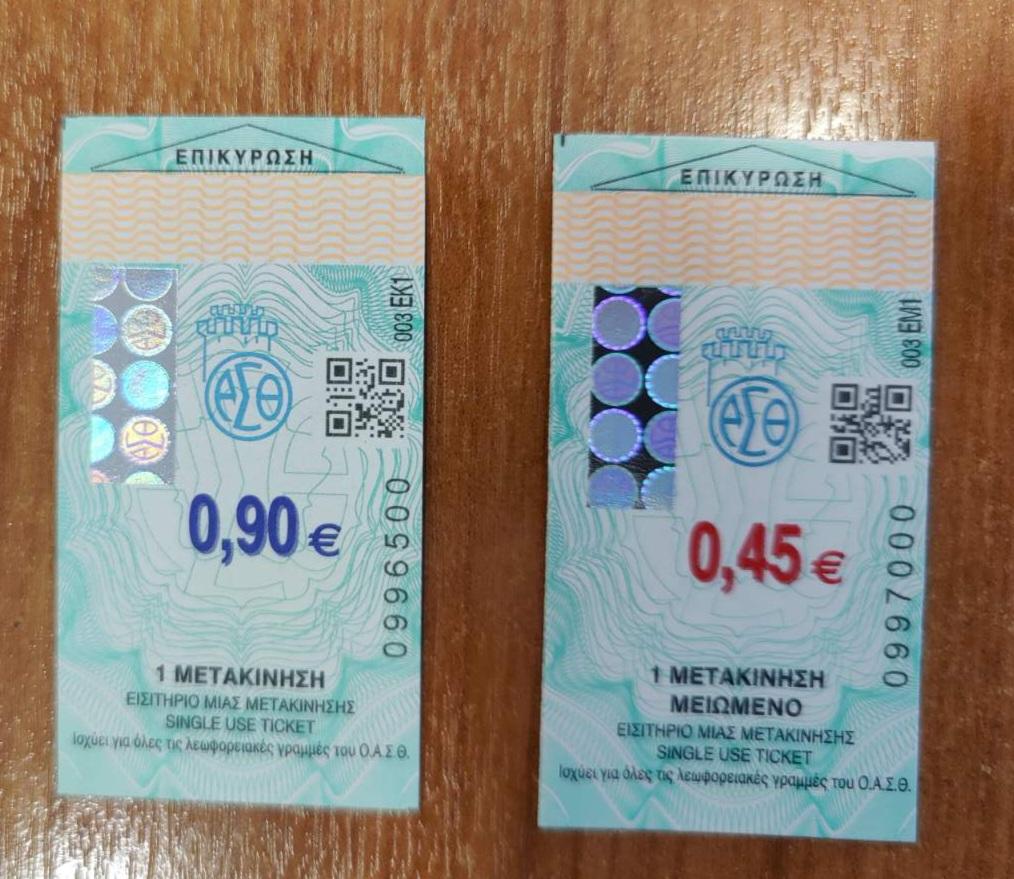 ΕΠΙΚΥΡΩΣΗ
003 ΕΚ1
ΑΣΘ
0,90 €
0996500
1 ΜΕΤΑΚΙΝΗΣΗ
ΕΙΣΙΤΗΡΙΟ ΜΙΑΣ ΜΕΤΑΚΙΝΗΣΗΣ
SINGLE USE TICKET
Ισχύει για όλες τις λεωφορειακές γραμμές του Ο.Α.Σ.Θ.
ΕΠΙΚΥΡΩΣΗ
003 ΕΜ1
ΑΣΘ
0,45 €
0997000
1 ΜΕΤΑΚΙΝΗΣΗ
ΜΕΙΩΜΕΝΟ
ΕΙΣΙΤΗΡΙΟ ΜΙΑΣ ΜΕΤΑΚΙΝΗΣΗΣ
SINGLE USE TICKET
Ισχύει για όλες τις λεωφορειακές γραμμές του Ο.Α.Σ.Θ.